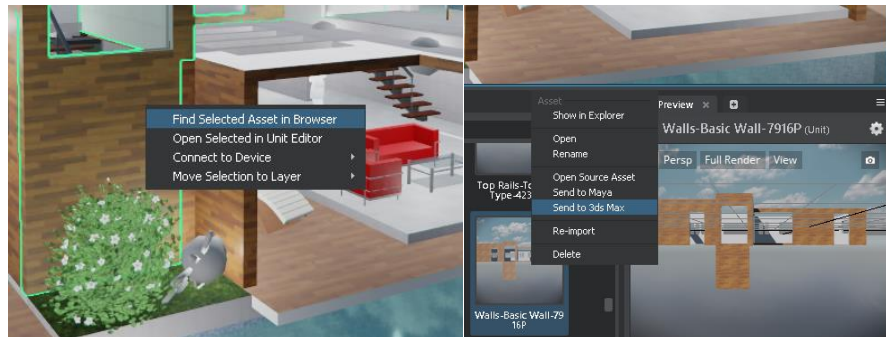 Find Selected Asset in Browser
Open Selected in Unit Editor
Connect to Device
Move Selection to Layer
Asset
Show in Explorer
Open
Rename
Open Source Asset
Send to Maya
Send to 3ds Max
Re-import
Delete
Top Rails-To
Type-423
Walls-Basic Wall-79
16P
Preview
Walls-Basic Wall-7916P (Unit)
Persp
Full Render
View